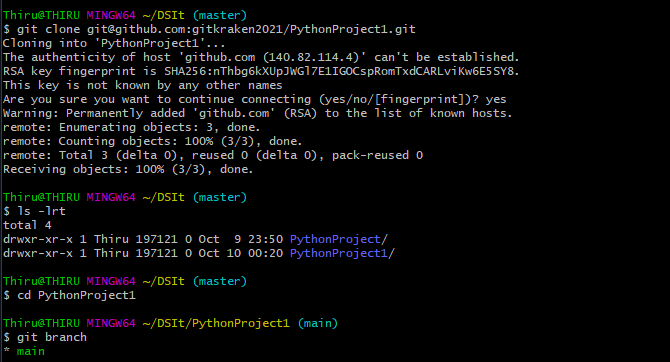 Thiru@THIRU MINGW64 ~/DSIt (master)
$ git clone git@github.com:gitkraken2021/PythonProject1.git
Cloning into 'PythonProject1'...
The authenticity of host 'github.com (140.82.114.4)' can't be established.
RSA key fingerprint is SHA256:nThbg6kXUpJWGl7E1IGOCspRomTxdCARLviKw6E5SY8.
This key is not known by any other names
Are you sure you want to continue connecting (yes/no/[fingerprint])? yes
Warning: Permanently added 'github.com' (RSA) to the list of known hosts.
remote: Enumerating objects: 3, done.
remote: Counting objects: 100% (3/3), done.
remote: Total 3 (delta 0), reused 0 (delta 0), pack-reused 0
Receiving objects: 100% (3/3), done.
Thiru@THIRU MINGW64 ~/DSIt (master)
$ ls -lrt
total 4
drwxr-xr-x 1 Thiru 197121 0 Oct  9 23:50 PythonProject/
drwxr-xr-x 1 Thiru 197121 0 Oct 10 00:20 PythonProject1/
Thiru@THIRU MINGW64 ~/DSIt (master)
$ cd PythonProject1
Thiru@THIRU MINGW64 ~/DSIt/PythonProject1 (main)
$ git branch
* main